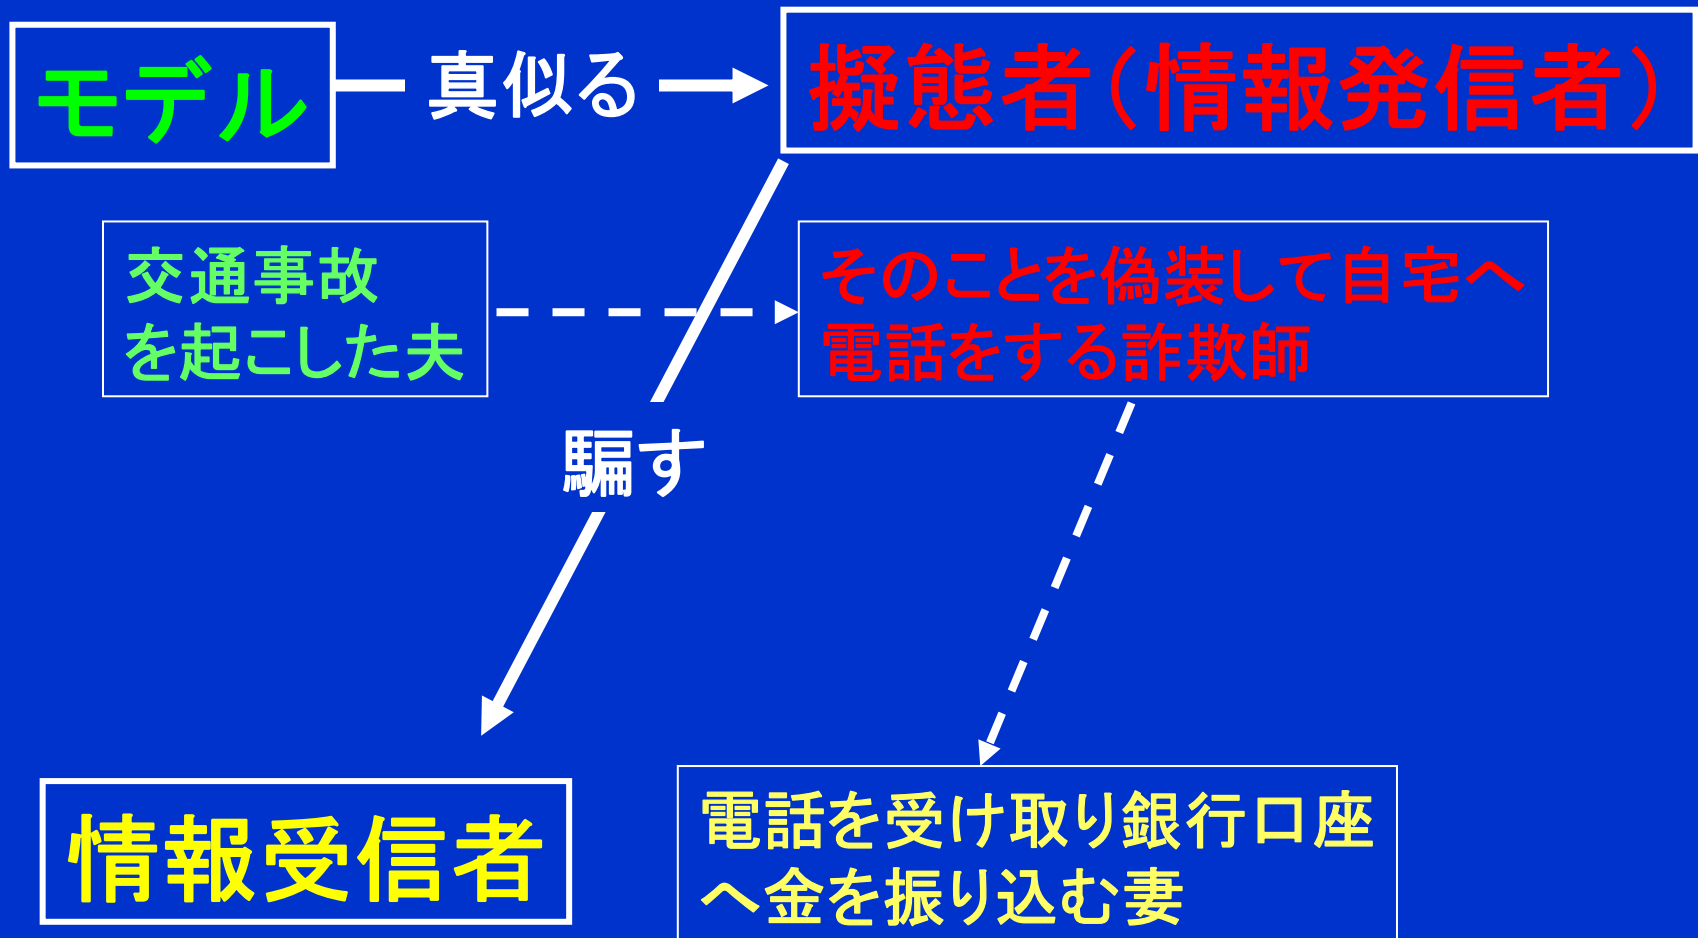 モデル
真似る
擬態者（情報発信者）
交通事故
を起こした夫
そのことを偽装して自宅へ
電話をする詐欺師
騙す
情報受信者
電話を受け取り銀行口座
へ金を振り込む妻